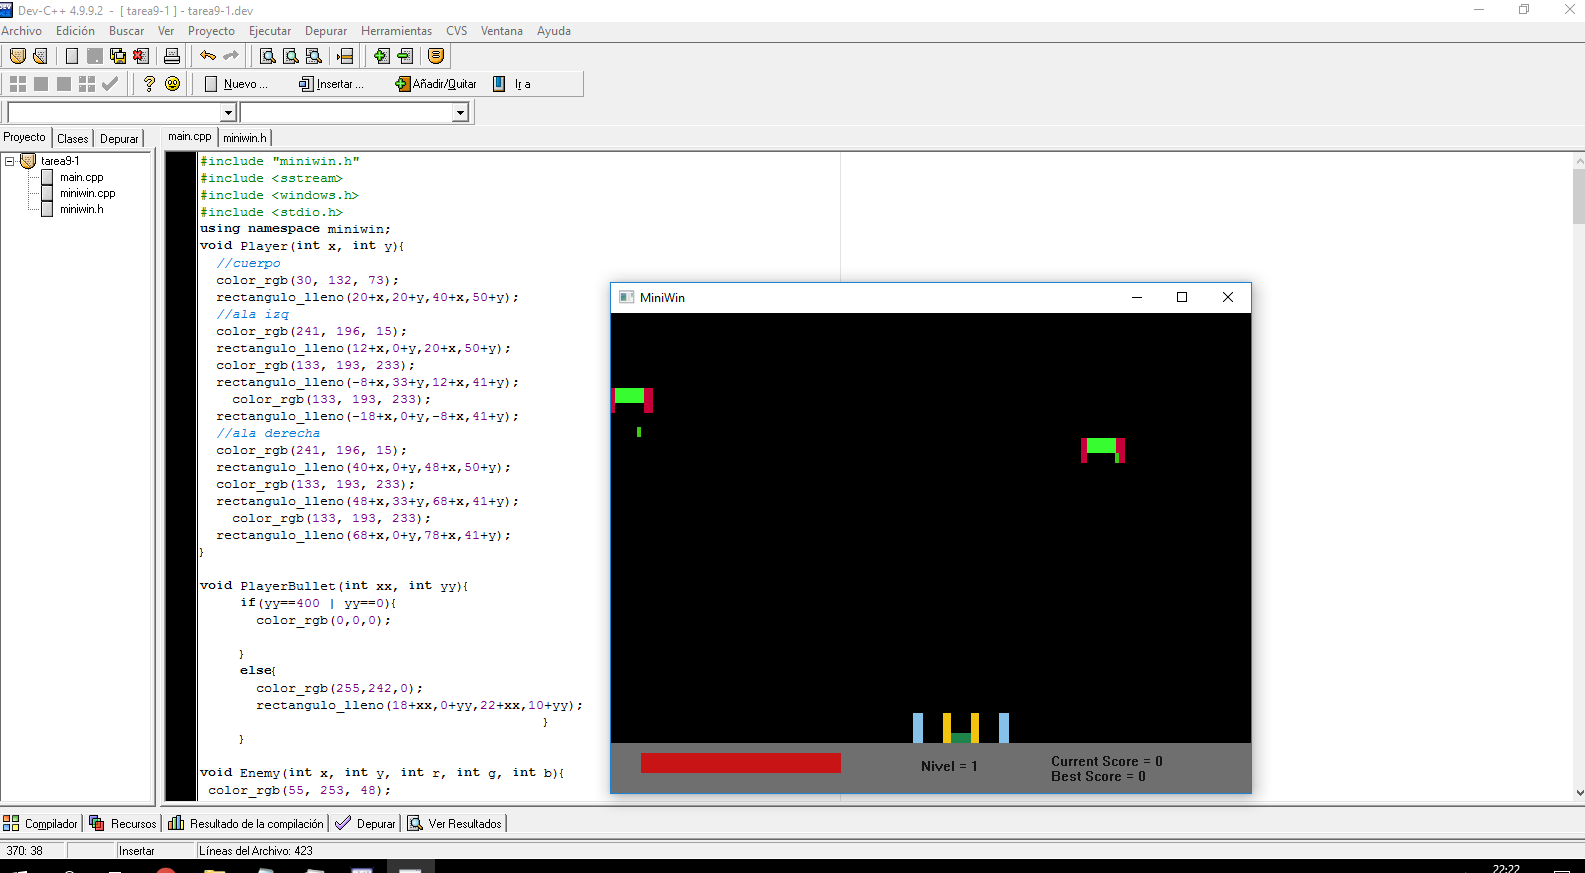 Dev-C++ 4.9.9.2 - [ tarea9-1 ] - tarea9-1.dev
Archivo Edición Buscar Ver Proyecto Ejecutar Depurar Herramientas CVS Ventana Ayuda
Nuevo ... Insertar ... Añadir/Quitar Ir a
Proyecto Clases Depurar main.cpp miniwin.h
tarea9-1
main.cpp
miniwin.cpp
miniwin.h
#include "miniwin.h"
#include <sstream>
#include <windows.h>
#include <stdio.h>
using namespace miniwin;
void Player(int x, int y){
//cuerpo
color_rgb(30, 132, 73);
rectangulo_lleno(20+x,20+y,40+x,50+y);
//ala izq
color_rgb(241, 196, 15);
rectangulo_lleno(12+x,0+y,20+x,50+y);
color_rgb(133, 193, 233);
rectangulo_lleno(-8+x,33+y,12+x,41+y);
color_rgb(133, 193, 233);
rectangulo_lleno(-18+x,0+y,-8+x,41+y);
//ala derecha
color_rgb(241, 196, 15);
rectangulo_lleno(40+x,0+y,48+x,50+y);
color_rgb(133, 193, 233);
rectangulo_lleno(48+x,33+y,68+x,41+y);
color_rgb(133, 193, 233);
rectangulo_lleno(68+x,0+y,78+x,41+y);
}
void PlayerBullet(int xx, int yy){
if(yy==400 | yy==0){
color_rgb(0,0,0);
}
else{
color_rgb(255,242,0);
rectangulo_lleno(18+xx,0+yy,22+xx,10+yy);
}
}
void Enemy(int x, int y, int r, int g, int b){
color_rgb(55, 253, 48);
MiniWin
Nivel = 1
Current Score = 0
Best Score = 0
Compilador Recursos Resultado de la compilación Depurar Ver Resultados
370: 38 Insertar Líneas del Archivo: 423
22:22